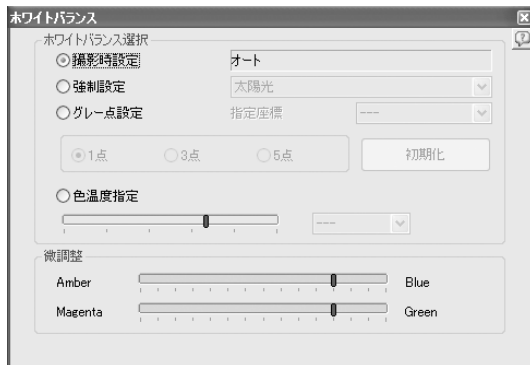 ホワイトバランス
ホワイトバランス選択
撮影時設定 オート
強制設定 太陽光
グレー点設定 指定座標 ---
1点 3点 5点 初期化
色温度指定
---
微調整
Amber Blue
Magenta Green